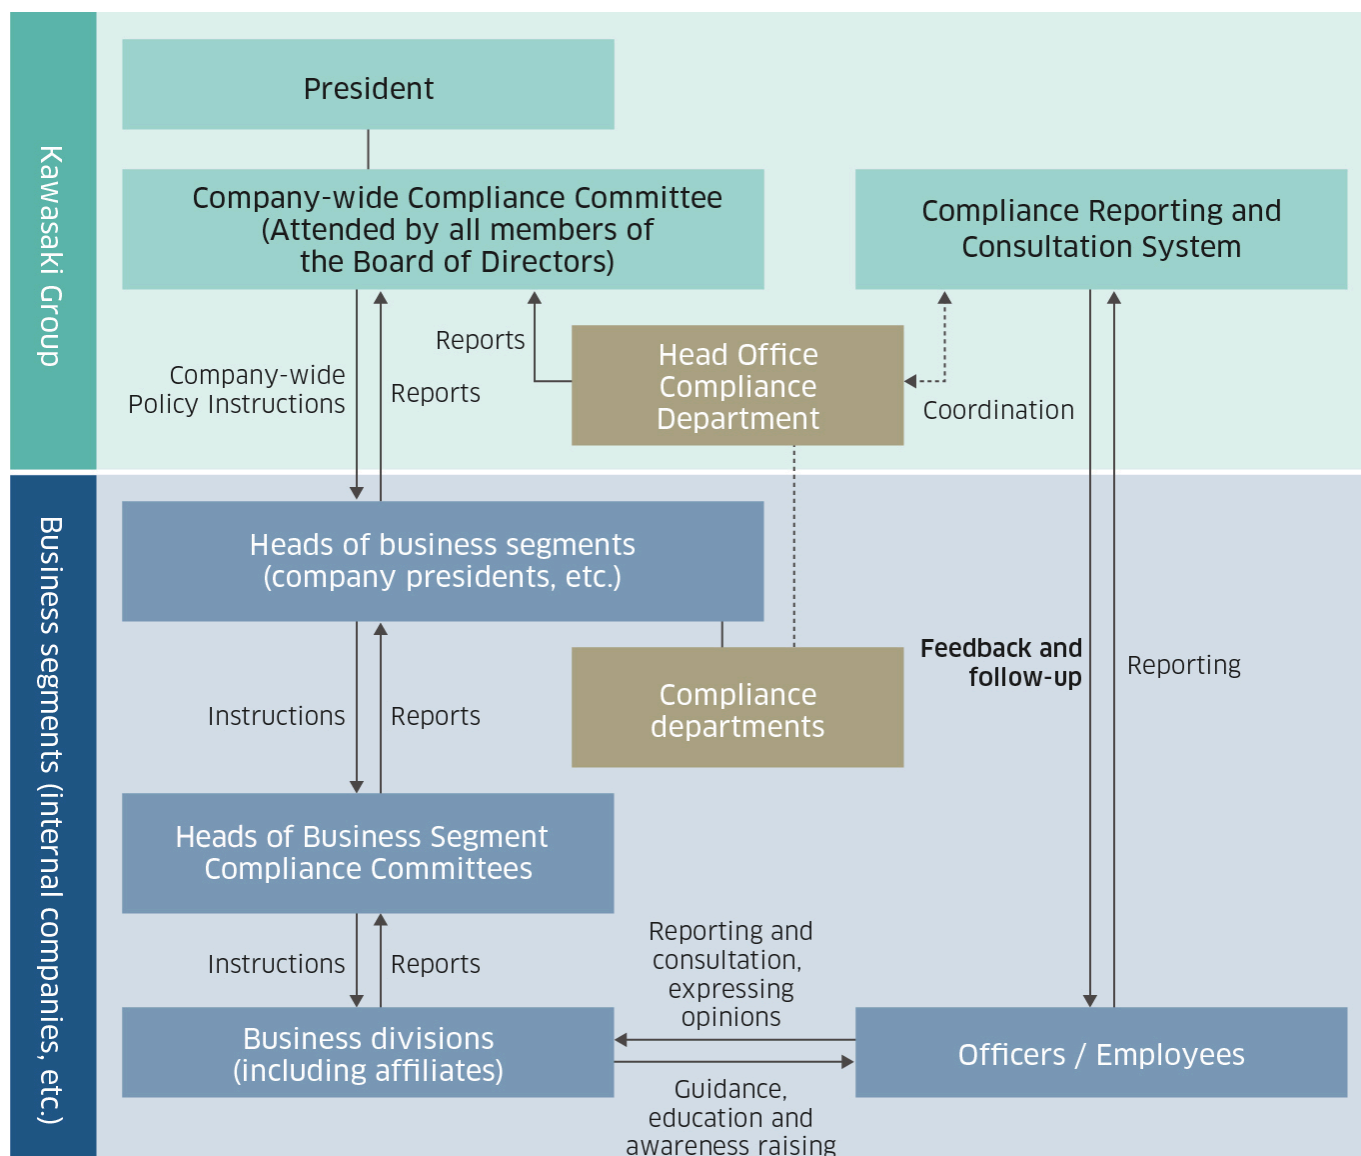 Kawasaki Group
President
Company-wide Compliance Committee
(Attended by all members of
the Board of Directors)
Compliance Reporting and
Consultation System
Company-wide
Policy Instructions
Reports
Reports
Head Office
Compliance
Department
Coordination
Business segments (internal companies, etc.)
Heads of business segments
(company presidents, etc.)
Instructions
Reports
Compliance
departments
Feedback and
follow-up
Reporting
Heads of Business Segment
Compliance Committees
Instructions
Reports
Reporting and
consultation,
expressing
opinions
Business divisions
(including affiliates)
Officers / Employees
Guidance,
education and
awareness raising